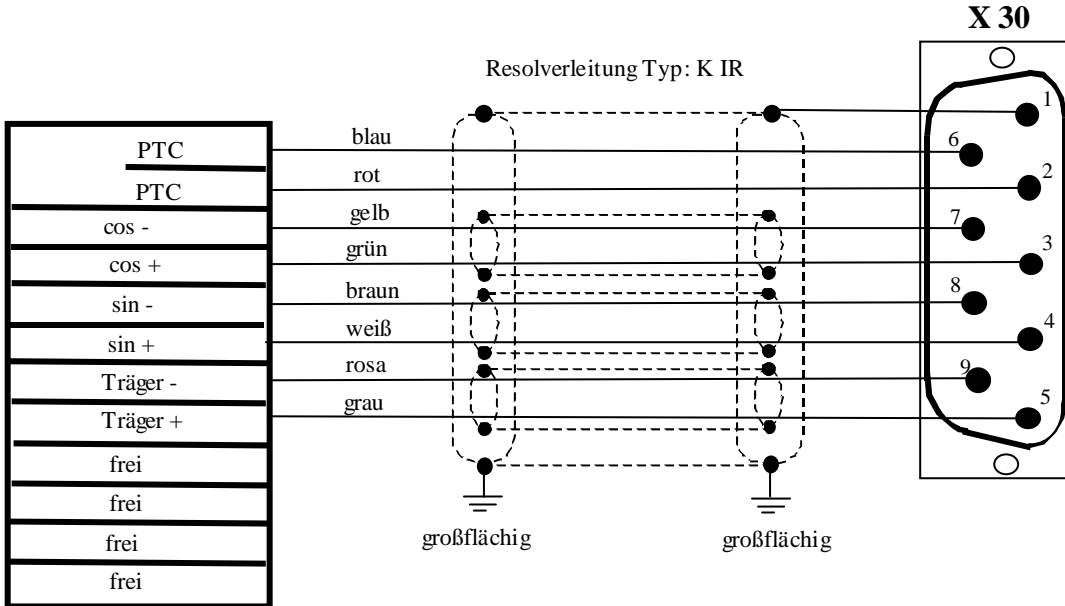 X 30
Resolverleitung Typ: K IR
1
blau
PTC
6
rot
2
PTC
gelb
7
cos -
grün
3
cos +
braun
8
sin -
weiß
4
sin +
rosa
9
Träger -
grau
5
Träger +
frei
frei
großflächig
großflächig
frei
frei